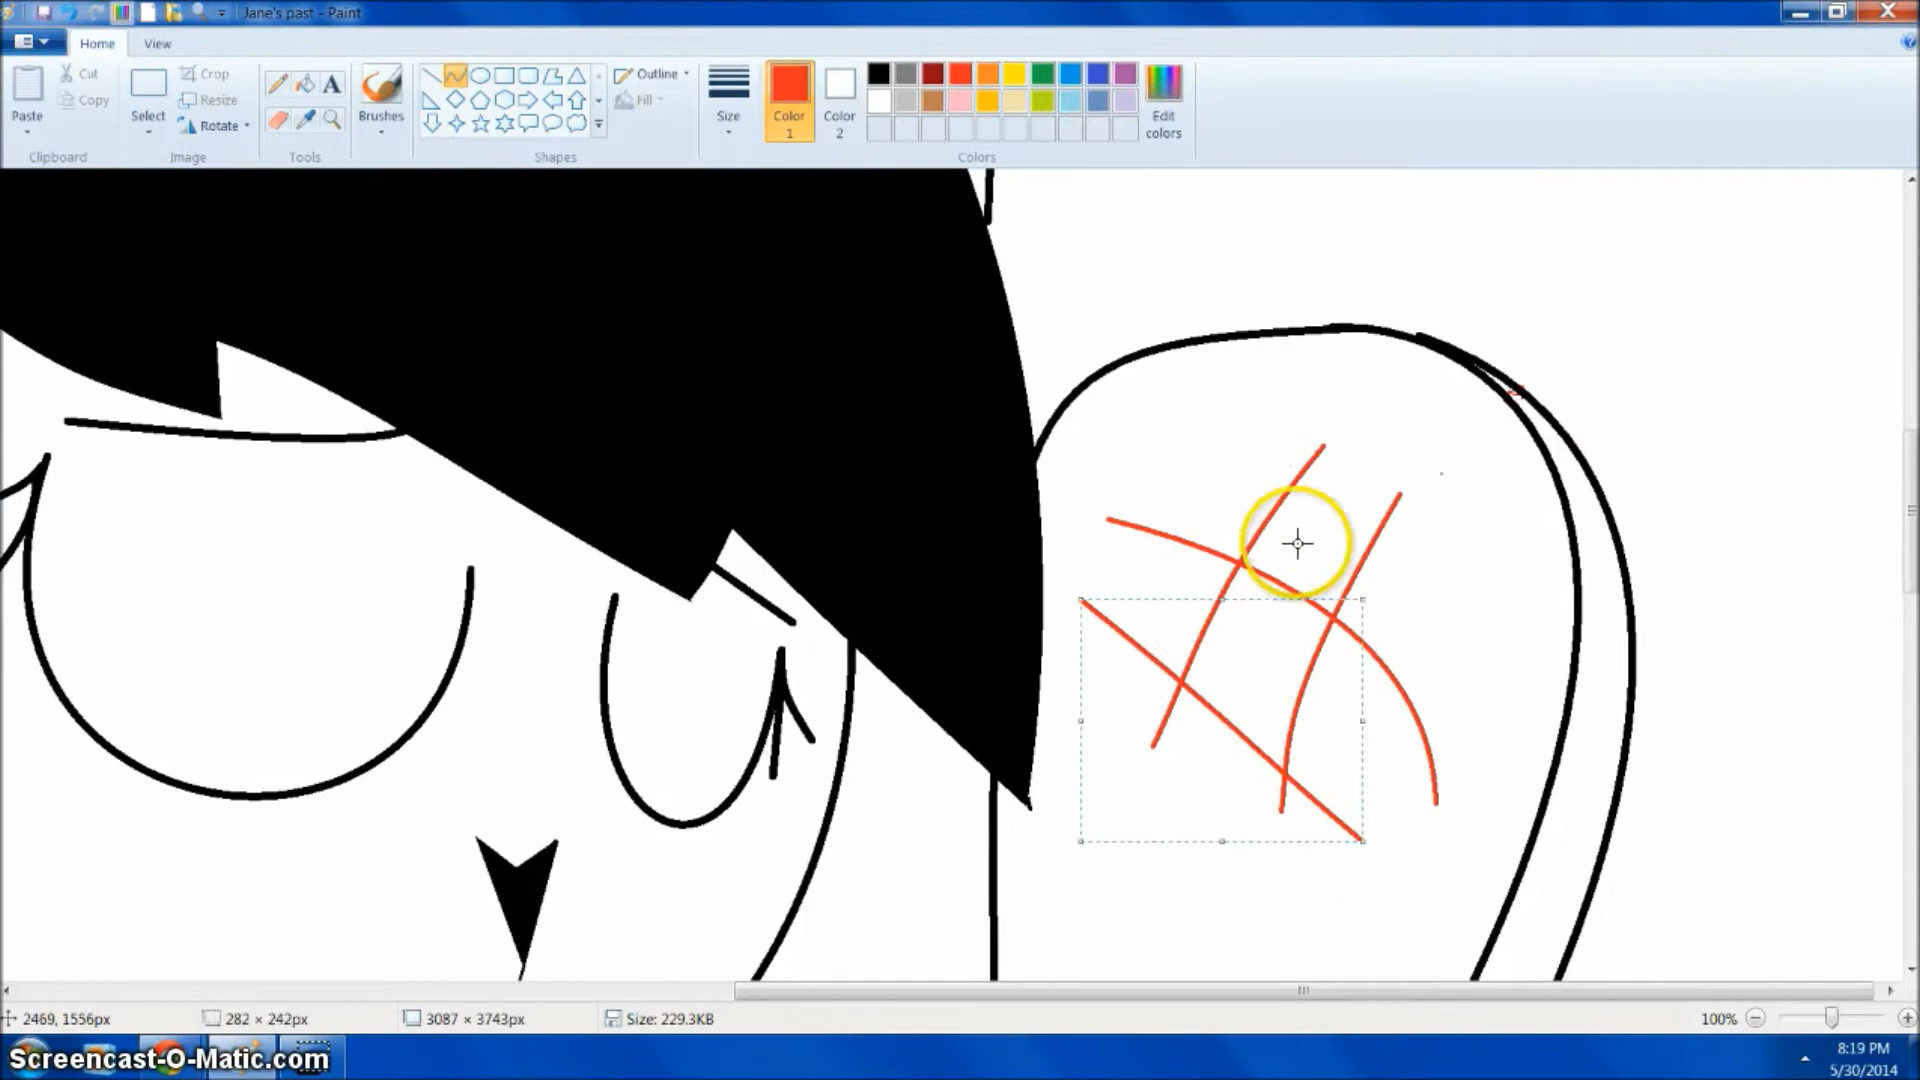 Jane's past - Paint
Home View
Paste Cut Copy Select Crop Resize Rotate A Brushes Outline Fill Size Color 1 Color 2 Edit colors
Clipboard Image Tools Shapes Colors
2469, 1556px 282 × 242px 3087 × 3743px Size: 229.3KB 100%
Screencast-O-Matic.com 8:19 PM
5/30/2014